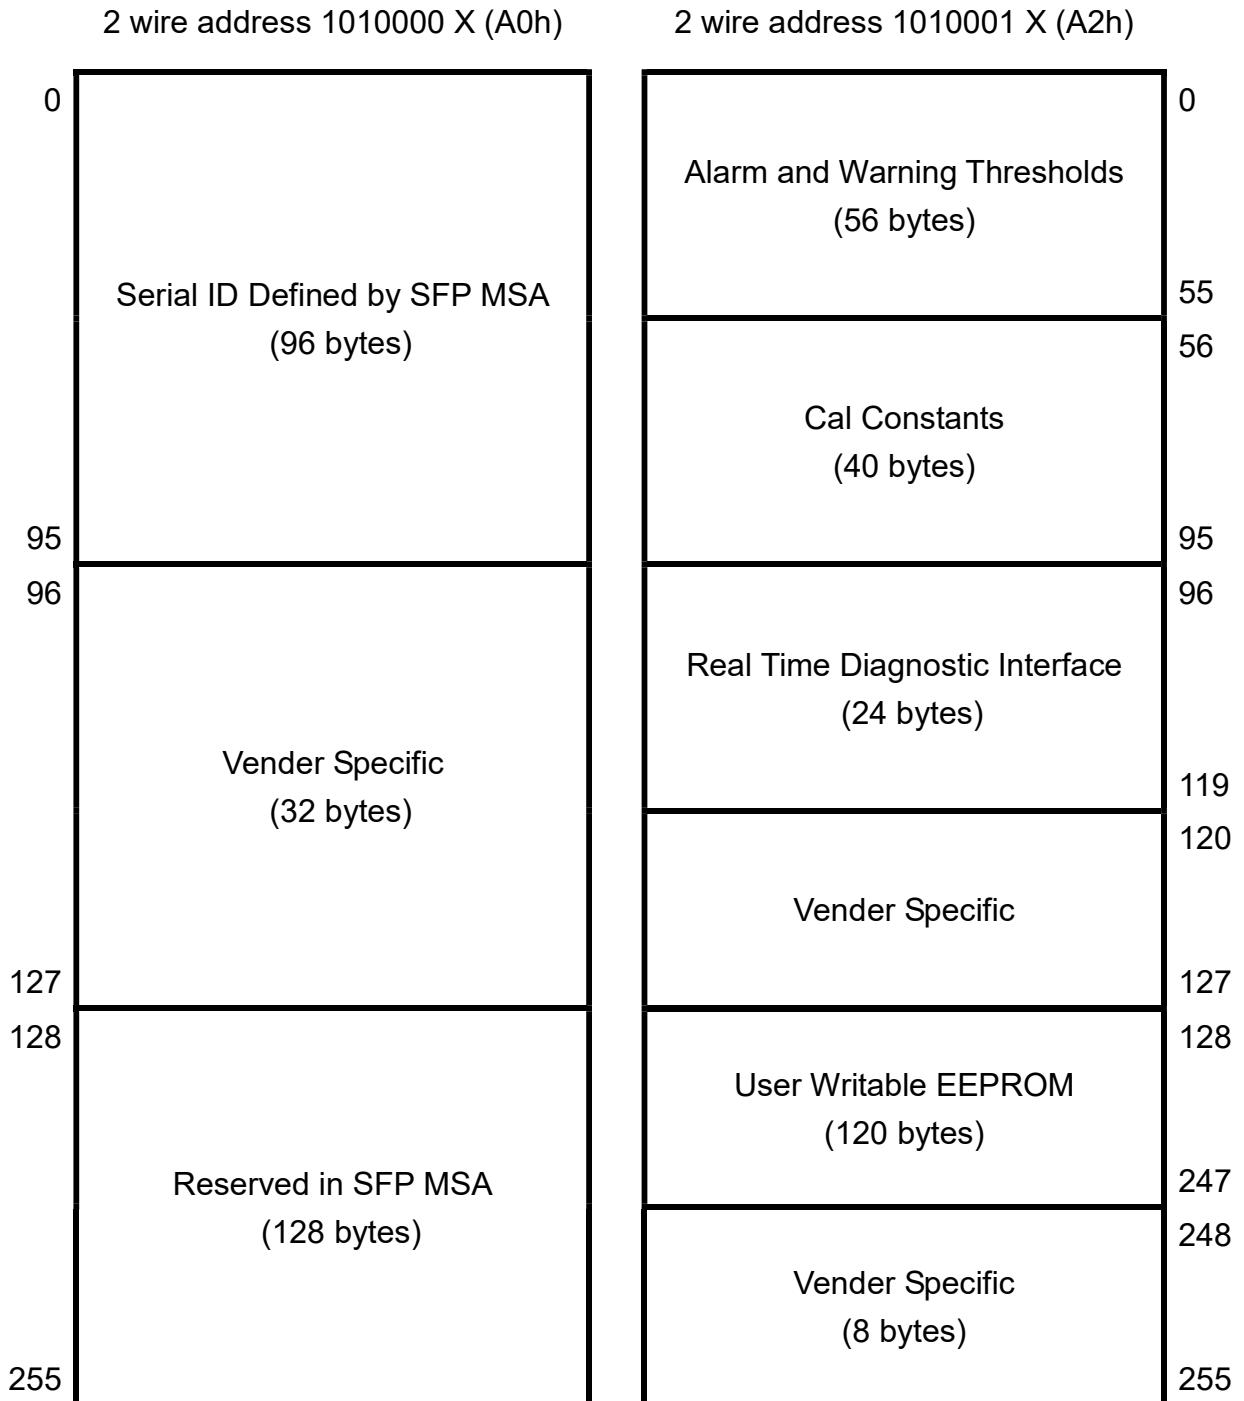 2 wire address 1010000 X (A0h)
0
Serial ID Defined by SFP MSA
(96 bytes)
95
96
Vender Specific
(32 bytes)
127
128
Reserved in SFP MSA
(128 bytes)
255
2 wire address 1010001 X (A2h)
0
Alarm and Warning Thresholds
(56 bytes)
55
56
Cal Constants
(40 bytes)
95
96
Real Time Diagnostic Interface
(24 bytes)
119
120
Vender Specific
127
128
User Writable EEPROM
(120 bytes)
247
248
Vender Specific
(8 bytes)
255